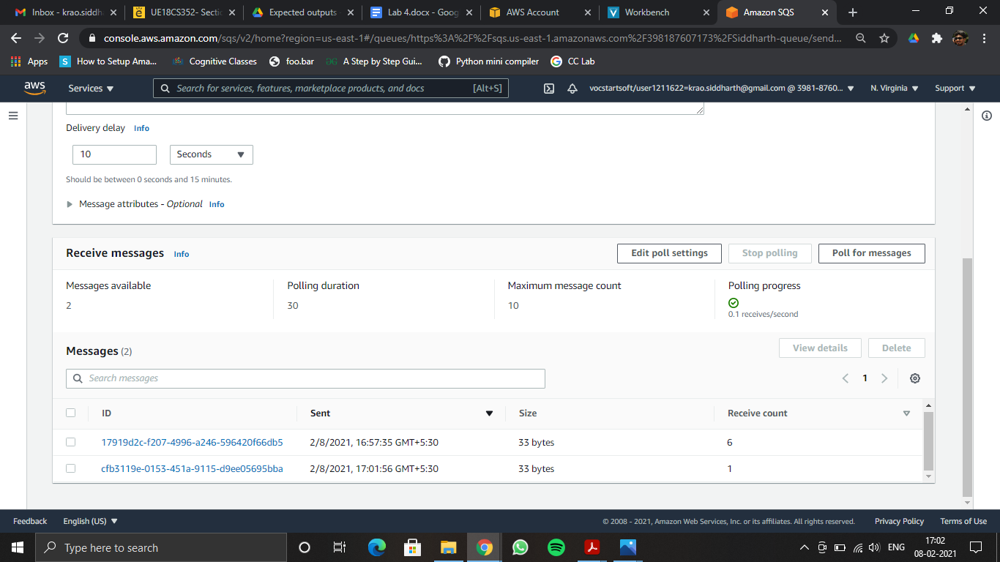 Inbox - krao.siddh
UE18CS352- Secti
Expected outputs -
Lab 4.docx - Goog
AWS Account
Workbench
Amazon SQS
console.aws.amazon.com/sqs/v2/home?region=us-east-1#/queues/https%3A%2F%2Fsqs.us-east-1.amazonaws.com%2F398187607173%2FSiddharth-queue/send...
Apps
How to Setup Ama...
Cognitive Classes
foo.bar
A Step by Step Gui...
Python mini compiler
CC Lab
aws
Services
Search for services, features, marketplace products, and docs
[Alt+S]
vocstartsoft/user1211622=krao.siddharth@gmail.com @ 3981-8760...
N. Virginia
Support
Delivery delay Info
10
Seconds
Should be between 0 seconds and 15 minutes.
Message attributes - Optional Info
Receive messages Info
Edit poll settings
Stop polling
Poll for messages
Messages available
Polling duration
Maximum message count
Polling progress
2
30
10
0.1 receives/second
Messages (2)
View details
Delete
Search messages
1
ID
Sent
Size
Receive count
17919d2c-f207-4996-a246-596420f66db5
2/8/2021, 16:57:35 GMT+5:30
33 bytes
6
cfb3119e-0153-451a-9115-d9ee05695bba
2/8/2021, 17:01:56 GMT+5:30
33 bytes
1
Feedback
English (US)
© 2008 - 2021, Amazon Web Services, Inc. or its affiliates. All rights reserved.
Privacy Policy
Terms of Use
Type here to search
ENG
17:02
08-02-2021